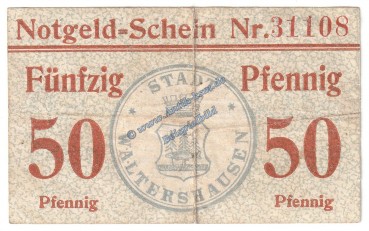 Notgeld-Schein Nr.31108
Fünfzig Pfennig
STADT
WALTERSHAUSEN
50 50
Pfennig Pfennig